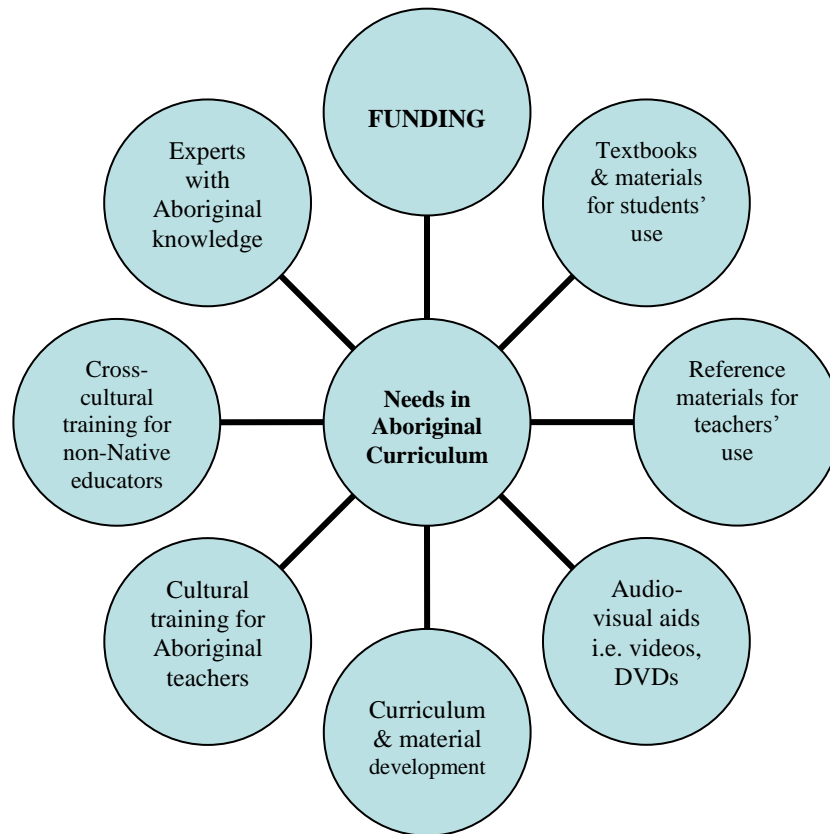 FUNDING
Textbooks
& materials
for students’
use
Reference
materials for
teachers’
use
Audio-
visual aids
i.e. videos,
DVDs
Curriculum
& material
development
Cultural
training for
Aboriginal
teachers
Cross-
cultural
training for
non-Native
educators
Experts
with
Aboriginal
knowledge
Needs in
Aboriginal
Curriculum